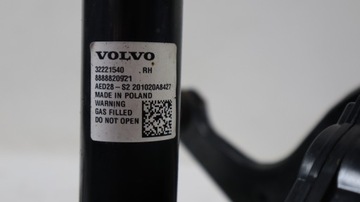 VOLVO
32221540 .RH
8888820921
AED28-S2 201020A8427
MADE IN POLAND
WARNING
GAS FILLED
DO NOT OPEN